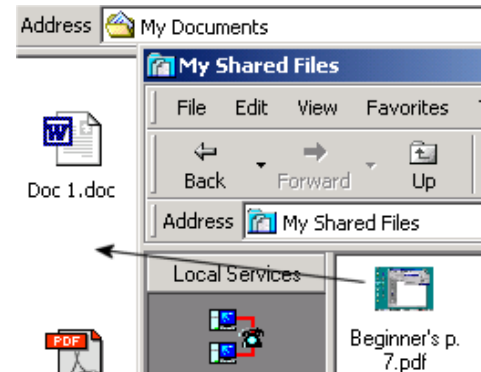 Address My Documents
My Shared Files
File Edit View Favorites
Back Forward Up
Address My Shared Files
Doc 1.doc
Local Services
PDF
Beginner's p.
7.pdf
W